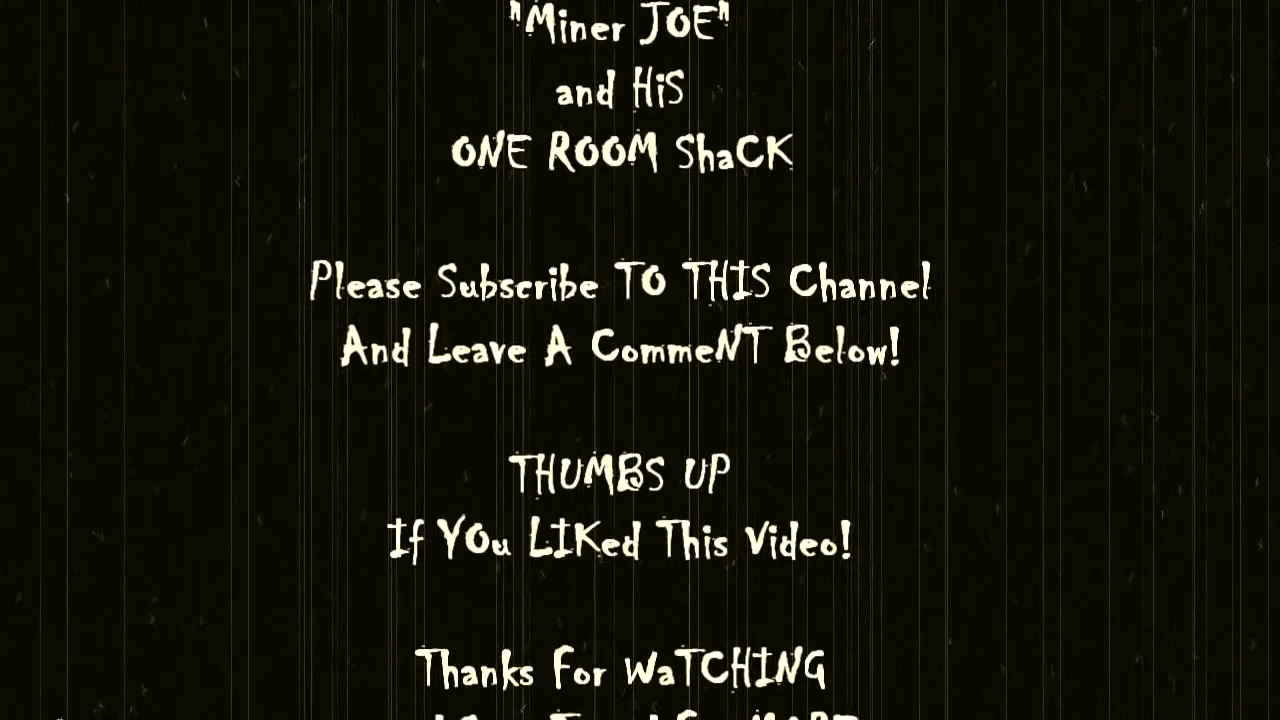 "Miner JOE"
and HiS
ONE ROOM ShaCK
Please Subscribe TO THIS Channel
And Leave A CommeNT Below!
THUMBS UP
If YOu LIKed This Video!
Thanks For WaTCHING